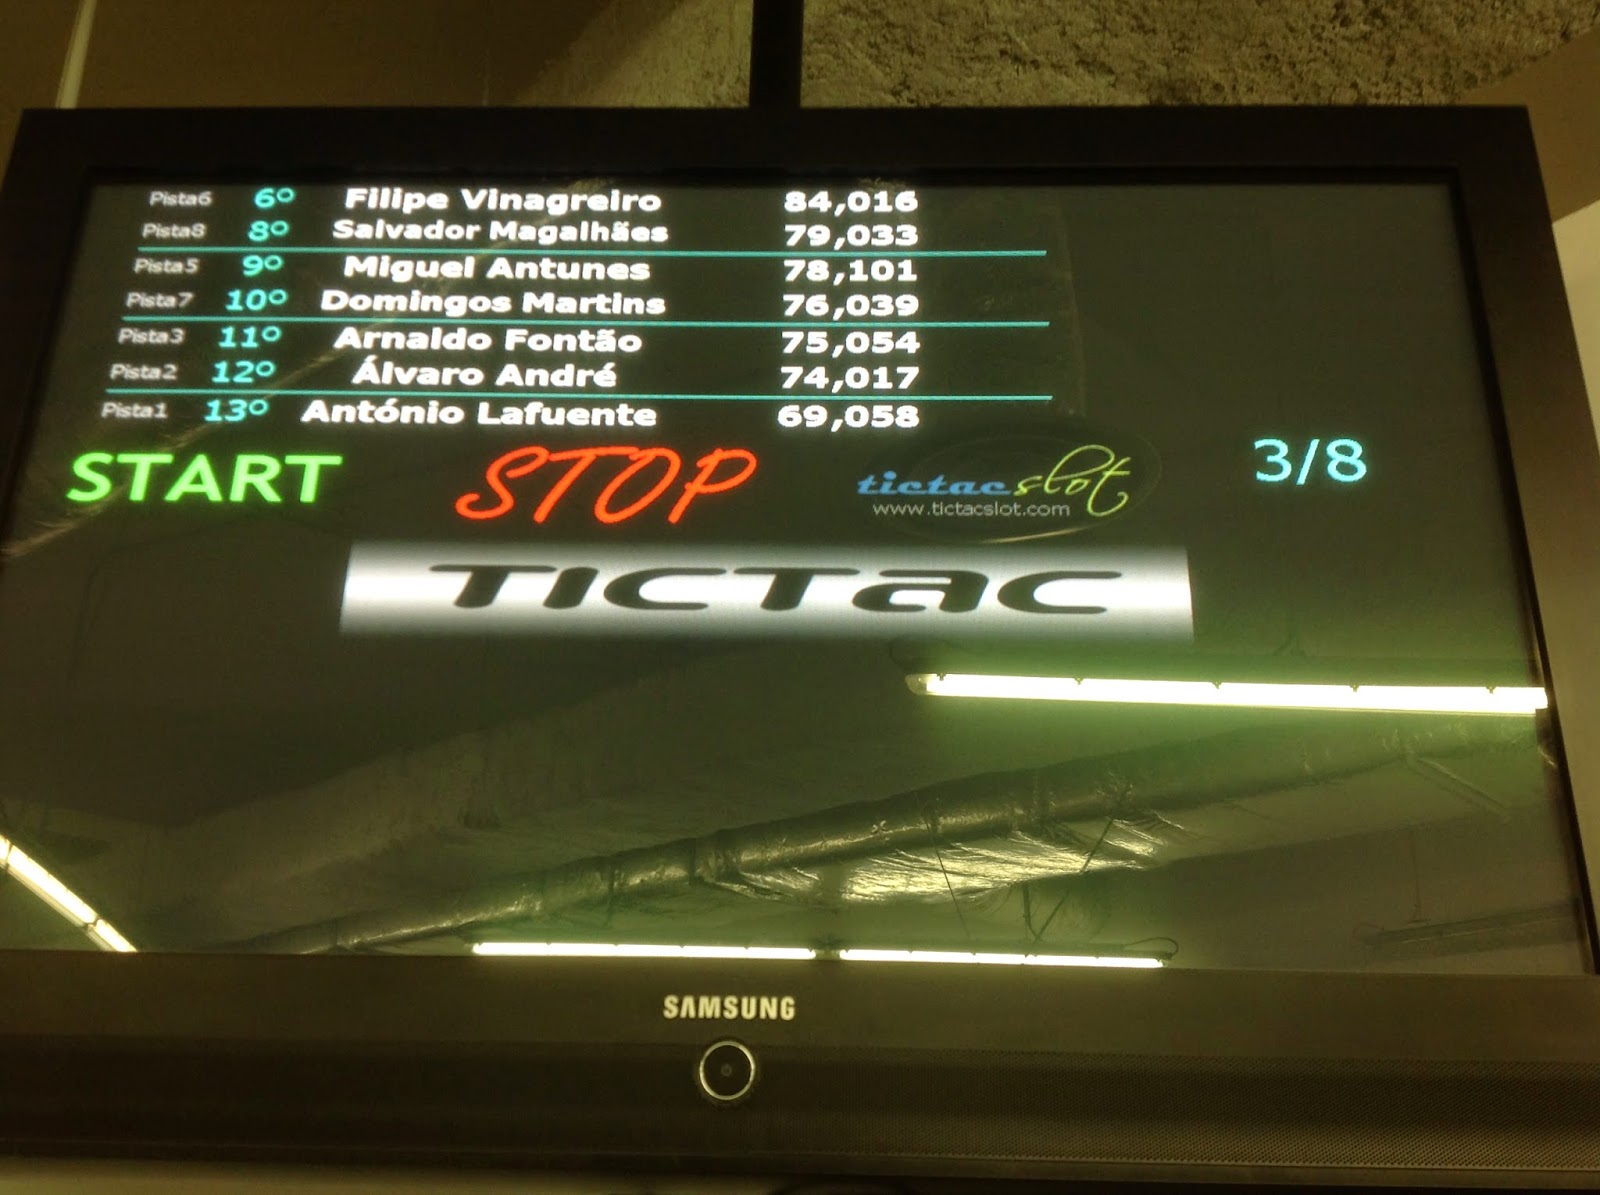 Pista6 6º Filipe Vinagreiro 84,016
Pista8 8º Salvador Magalhães 79,033
Pista5 9º Miguel Antunes 78,101
Pista7 10º Domingos Martins 76,039
Pista3 11º Arnaldo Fontão 75,054
Pista2 12º Álvaro André 74,017
Pista1 13º António Lafuente 69,058
START STOP tictacslot 3/8
www.tictacslot.com
TICTAC
SAMSUNG